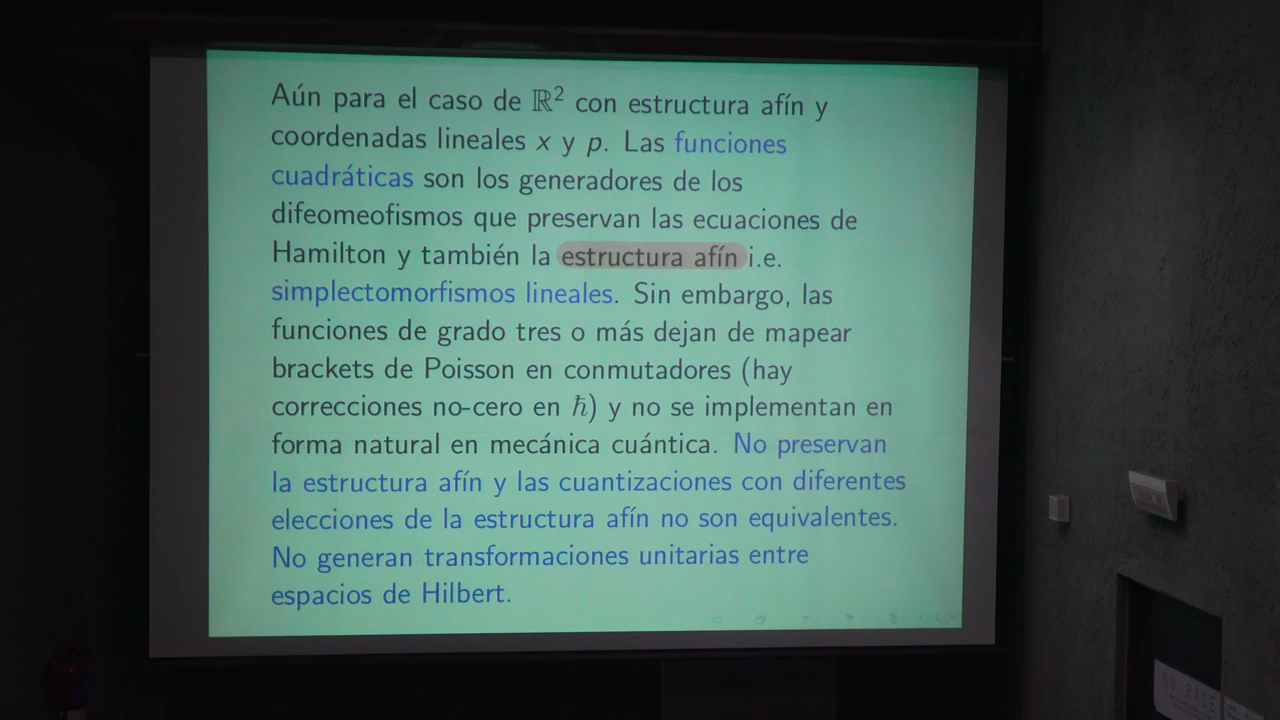 Aún para el caso de ℝ² con estructura afín y
coordenadas lineales x y p. Las funciones
cuadráticas son los generadores de los
difeomeofismos que preservan las ecuaciones de
Hamilton y también la estructura afín i.e.
simplectomorfismos lineales. Sin embargo, las
funciones de grado tres o más dejan de mapear
brackets de Poisson en conmutadores (hay
correcciones no-cero en ℏ) y no se implementan en
forma natural en mecánica cuántica. No preservan
la estructura afín y las cuantizaciones con diferentes
elecciones de la estructura afín no son equivalentes.
No generan transformaciones unitarias entre
espacios de Hilbert.
NO PASE